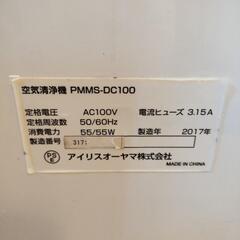 空気清浄機 PMMS-DC100
定格電圧 AC100V 電流ヒューズ 3.15A
定格周波数 50/60Hz
消費電力 55/55W 製造年 2017年
製造番号 317
PS E アイリスオーヤマ株式会社
MADE IN CHINA